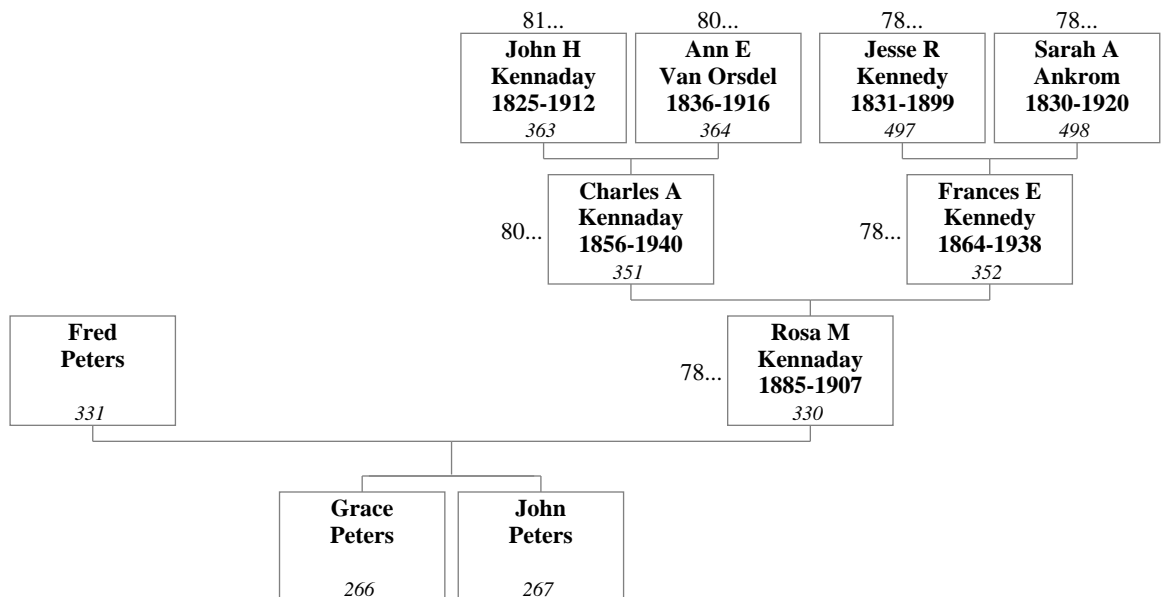 81...
80...
78...
78...
John H
Kennaday
1825-1912
363
Ann E
Van Orsdel
1836-1916
364
Jesse R
Kennedy
1831-1899
497
Sarah A
Ankrom
1830-1920
498
80...
Charles A
Kennaday
1856-1940
351
78...
Frances E
Kennedy
1864-1938
352
Fred
Peters
331
78...
Rosa M
Kennaday
1885-1907
330
Grace
Peters
266
John
Peters
267